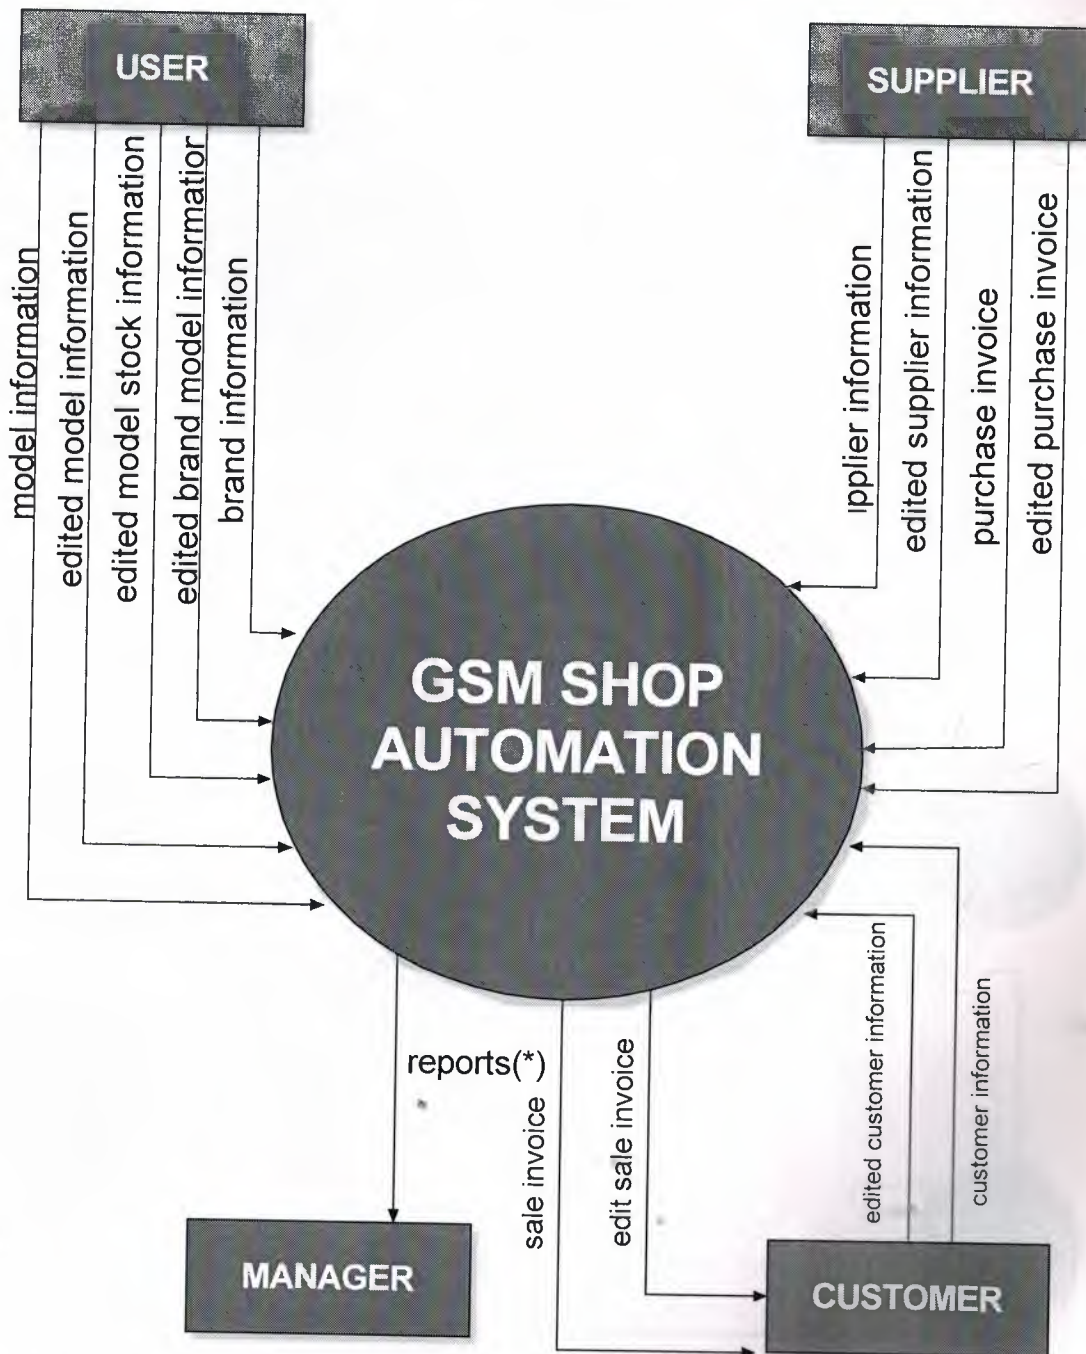 USER
SUPPLIER
model information
edited model information
edited model stock information
edited brand model informatior
brand information
ipplier information
edited supplier information
purchase invoice
edited purchase invoice
GSM SHOP
AUTOMATION
SYSTEM
reports(*)
sale invoice
edit sale invoice
edited customer information
customer information
MANAGER
CUSTOMER